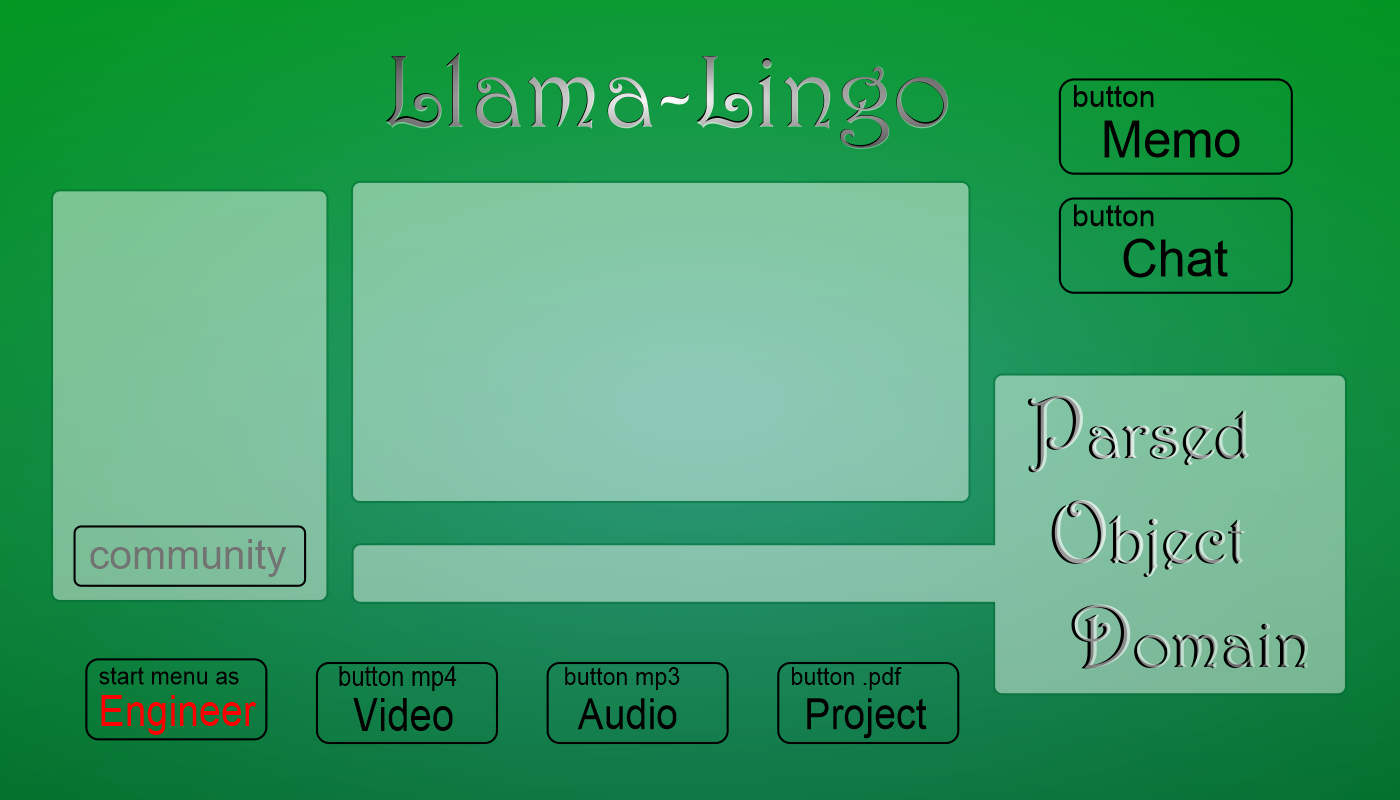 Llama~Lingo
button
Memo
button
Chat
Parsed
Object
Domain
community
start menu as
Engineer
button mp4
Video
button mp3
Audio
button .pdf
Project